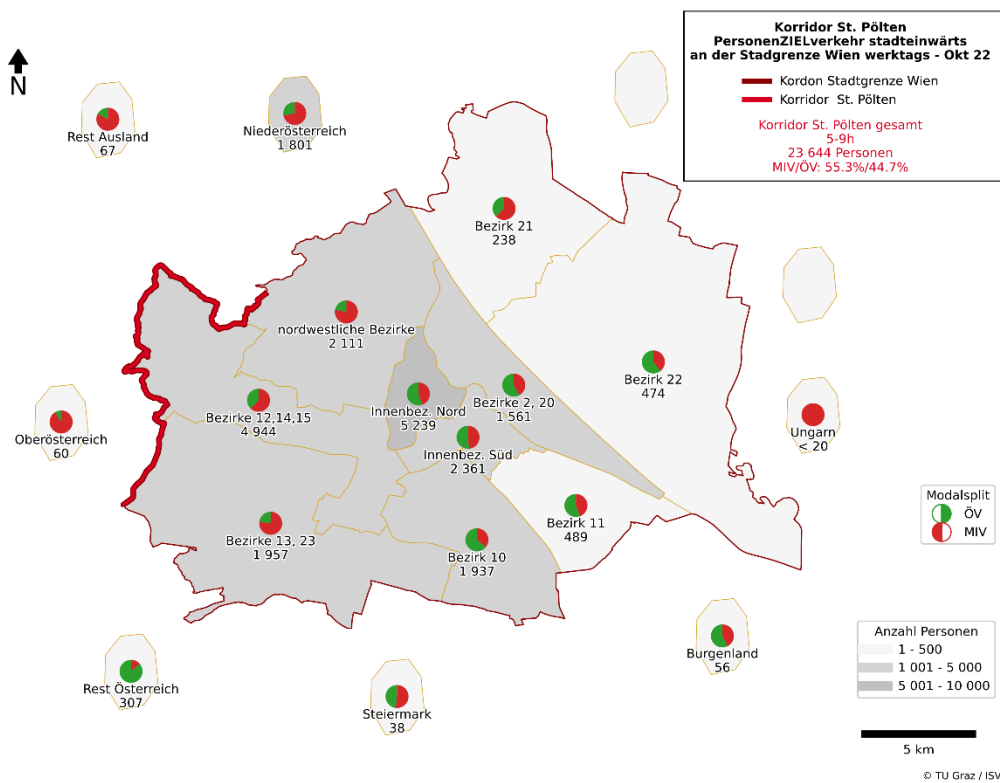 Korridor St. Pölten
PersonenZIELverkehr stadteinwärts
an der Stadgrenze Wien werktags - Okt 22
Kordon Stadtgrenze Wien
Korridor St. Pölten
Korridor St. Pölten gesamt
5-9h
23 644 Personen
MIV/ÖV: 55.3%/44.7%
N
Rest Ausland
67
Niederösterreich
1 801
Bezirk 21
238
nordwestliche Bezirke
2 111
Bezirk 22
474
Bezirke 12,14,15
4 944
Innenbez. Nord
5 239
Bezirke 2, 20
1 561
Oberösterreich
60
Innenbez. Süd
2 361
Ungarn
< 20
Bezirke 13, 23
1 957
Bezirk 10
1 937
Bezirk 11
489
Modalsplit
ÖV
MIV
Rest Österreich
307
Steiermark
38
Burgenland
56
Anzahl Personen
1 - 500
1 001 - 5 000
5 001 - 10 000
5 km
© TU Graz / ISV